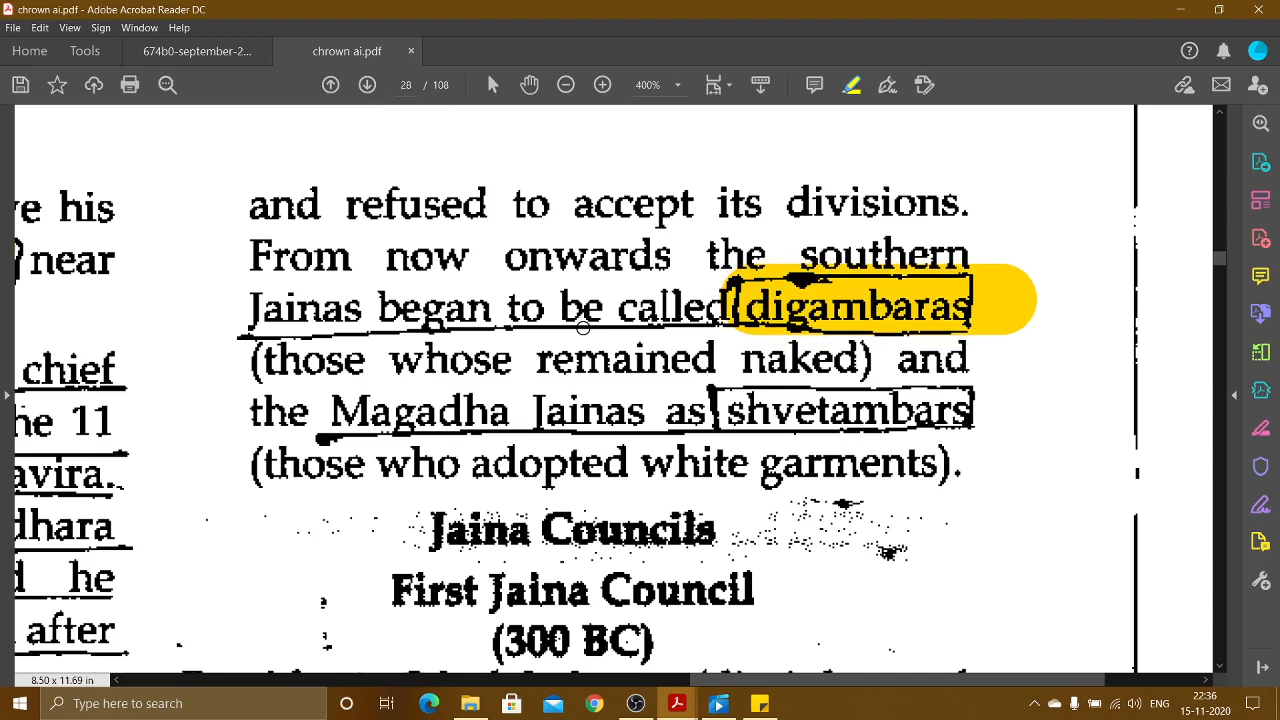 chrown ai.pdf - Adobe Acrobat Reader DC
File Edit View Sign Window Help
Home Tools 674b0-september-2... chrown ai.pdf ×
28 / 108 400%
and refused to accept its divisions.
From now onwards the southern
Jainas began to be called digambaras
(those whose remained naked) and
the Magadha Jainas as shvetambars
(those who adopted white garments).
Jaina Councils
First Jaina Council
(300 BC)
e his
near
chief
he 11
avira.
dhara
he
after
8.50 x 11.69 in
Type here to search
22:36
15-11-2020